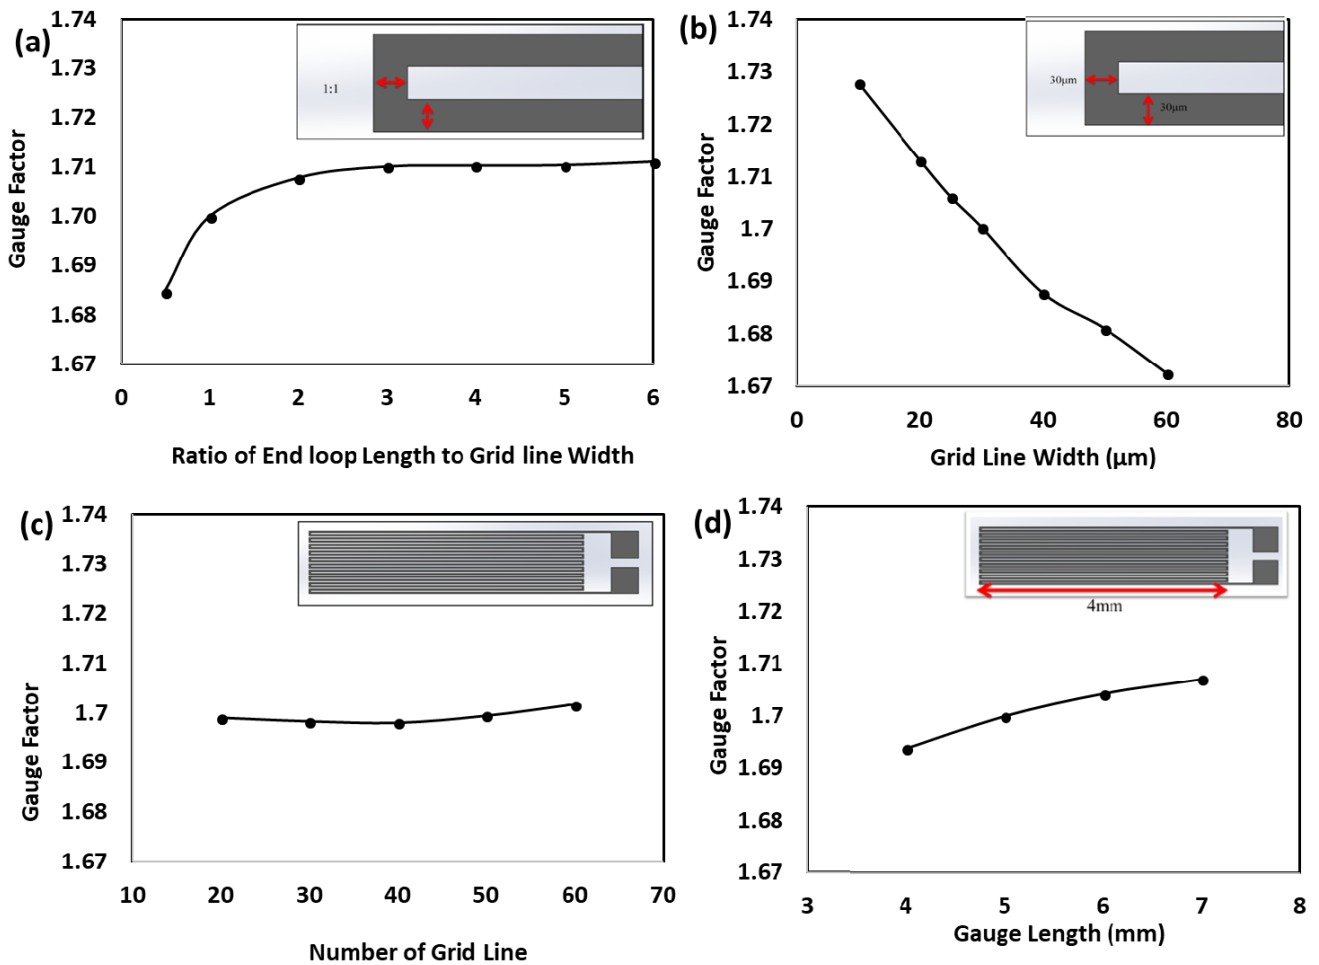 (a)
1.74
1.73
1.72
1.71
1.70
1.69
1.68
1.67
Gauge Factor
1:1
0 1 2 3 4 5 6
Ratio of End loop Length to Grid line Width
(b)
1.74
1.73
1.72
1.71
1.7
1.69
1.68
1.67
Gauge Factor
30μm
30μm
0 20 40 60 80
Grid Line Width (μm)
(c)
1.74
1.73
1.72
1.71
1.7
1.69
1.68
1.67
Gauge Factor
10 20 30 40 50 60 70
Number of Grid Line
(d)
1.74
1.73
1.72
1.71
1.7
1.69
1.68
1.67
Gauge Factor
4mm
3 4 5 6 7 8
Gauge Length (mm)